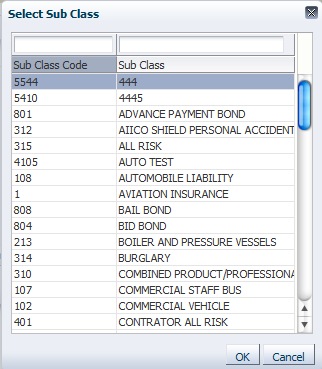 Select Sub Class
Sub Class Code Sub Class
5544 444
5410 4445
801 ADVANCE PAYMENT BOND
312 AIICO SHIELD PERSONAL ACCIDENT
315 ALL RISK
4105 AUTO TEST
108 AUTOMOBILE LIABILITY
1 AVIATION INSURANCE
808 BAIL BOND
804 BID BOND
213 BOILER AND PRESSURE VESSELS
314 BURGLARY
310 COMBINED PRODUCT/PROFESSIONA
107 COMMERCIAL STAFF BUS
102 COMMERCIAL VEHICLE
401 CONTRATOR ALL RISK
OK Cancel